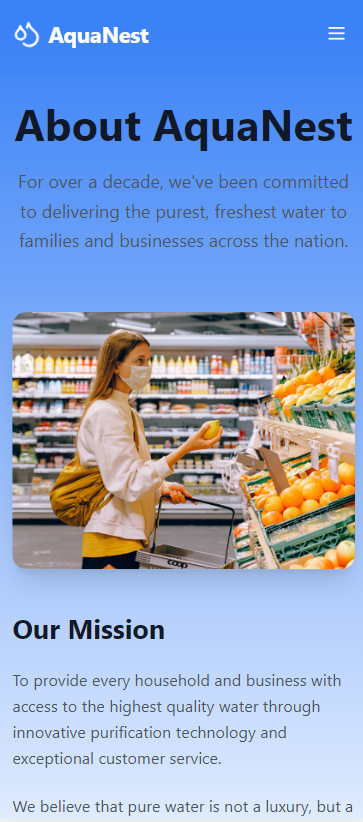 AquaNest
About AquaNest
For over a decade, we've been committed
to delivering the purest, freshest water to
families and businesses across the nation.
coop
Our Mission
To provide every household and business with
access to the highest quality water through
innovative purification technology and
exceptional customer service.
We believe that pure water is not a luxury, but a